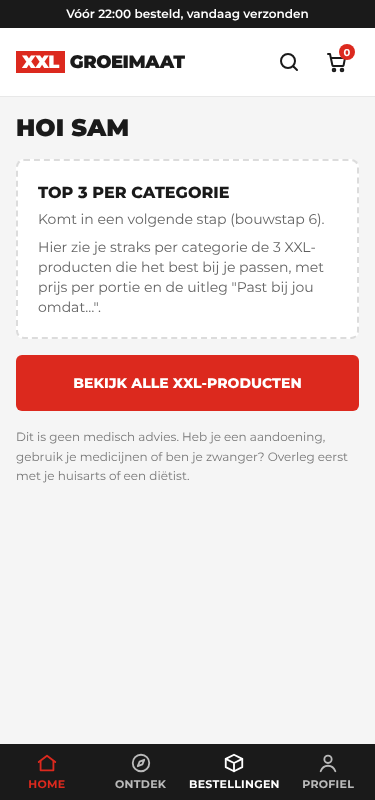 Vóór 22:00 besteld, vandaag verzonden
XXL GROEIMAAT
0
HOI SAM
TOP 3 PER CATEGORIE
Komt in een volgende stap (bouwstap 6).
Hier zie je straks per categorie de 3 XXL-
producten die het best bij je passen, met
prijs per portie en de uitleg "Past bij jou
omdat...".
BEKIJK ALLE XXL-PRODUCTEN
Dit is geen medisch advies. Heb je een aandoening,
gebruik je medicijnen of ben je zwanger? Overleg eerst
met je huisarts of een diëtist.
HOME ONTDEK BESTELLINGEN PROFIEL